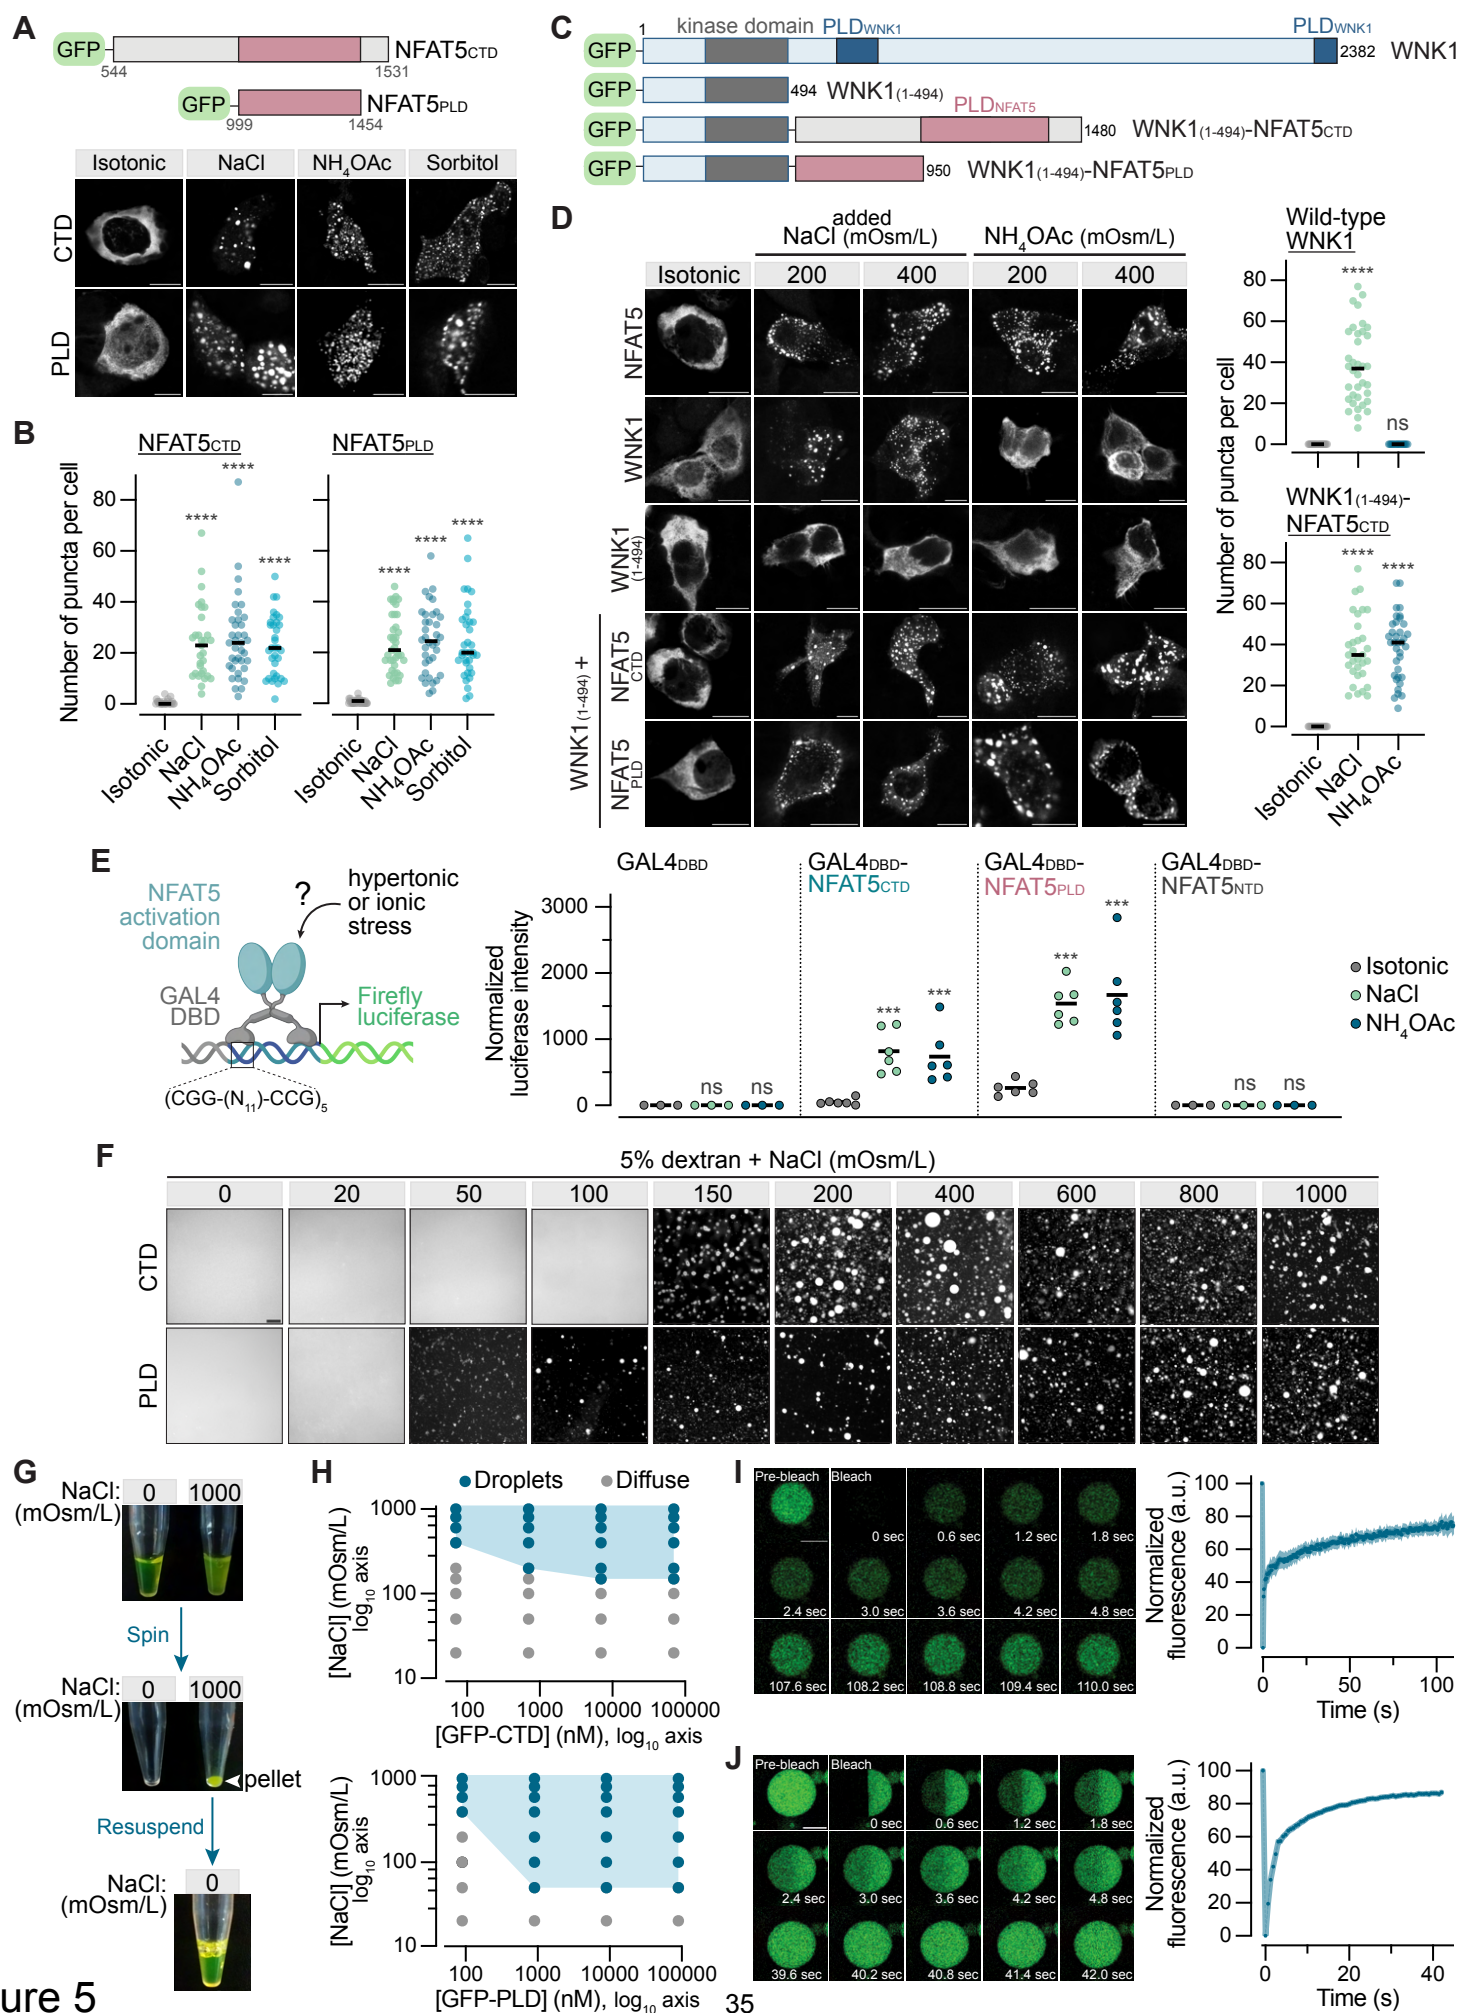 A
GFP
NFAT5CTD
544
1531
GFP
NFAT5PLD
999
1454
Isotonic
NaCl
NH4OAc
Sorbitol
CTD
PLD
B
NFAT5CTD
NFAT5PLD
Number of puncta per cell
80
60
40
20
0
****
****
****
****
****
****
Isotonic
NaCl
NH4OAc
Sorbitol
Isotonic
NaCl
NH4OAc
Sorbitol
C
1
kinase domain
PLDWNK1
PLDWNK1
GFP
2382
WNK1
GFP
494
WNK1(1-494)
PLDNFAT5
GFP
1480
WNK1(1-494)-NFAT5CTD
GFP
950
WNK1(1-494)-NFAT5PLD
D
added
NaCl (mOsm/L)
NH4OAc (mOsm/L)
Isotonic
200
400
200
400
NFAT5
WNK1
WNK1
(1-494)
WNK1(1-494) +
NFAT5
CTD
NFAT5
PLD
Wild-type
WNK1
Number of puncta per cell
80
60
40
20
0
****
ns
WNK1(1-494)-
NFAT5CTD
80
60
40
20
0
****
****
Isotonic
NaCl
NH4OAc
E
NFAT5
activation
domain
?
hypertonic
or ionic
stress
GAL4
DBD
Firefly
luciferase
(CGG-(N11)-CCG)5
Normalized
luciferase intensity
3000
2000
1000
0
GAL4DBD
ns
ns
GAL4DBD-
NFAT5CTD
***
***
GAL4DBD-
NFAT5PLD
***
***
GAL4DBD-
NFAT5NTD
ns
ns
Isotonic
NaCl
NH4OAc
F
5% dextran + NaCl (mOsm/L)
0
20
50
100
150
200
400
600
800
1000
CTD
PLD
G
NaCl:
(mOsm/L)
0
1000
Spin
NaCl:
(mOsm/L)
0
1000
pellet
Resuspend
NaCl:
(mOsm/L)
0
H
Droplets
Diffuse
[NaCl] (mOsm/L)
log10 axis
1000
100
10
100
1000
10000
100000
[GFP-CTD] (nM), log10 axis
[NaCl] (mOsm/L)
log10 axis
1000
100
10
100
1000
10000
100000
[GFP-PLD] (nM), log10 axis
I
Pre-bleach
Bleach
0 sec
0.6 sec
1.2 sec
1.8 sec
2.4 sec
3.0 sec
3.6 sec
4.2 sec
4.8 sec
107.6 sec
108.2 sec
108.8 sec
109.4 sec
110.0 sec
Normalized
fluorescence (a.u.)
100
80
60
40
20
0
0
50
100
Time (s)
J
Pre-bleach
Bleach
0 sec
0.6 sec
1.2 sec
1.8 sec
2.4 sec
3.0 sec
3.6 sec
4.2 sec
4.8 sec
39.6 sec
40.2 sec
40.8 sec
41.4 sec
42.0 sec
Normalized
fluorescence (a.u.)
100
80
60
40
20
0
0
20
40
Time (s)
ure 5
35